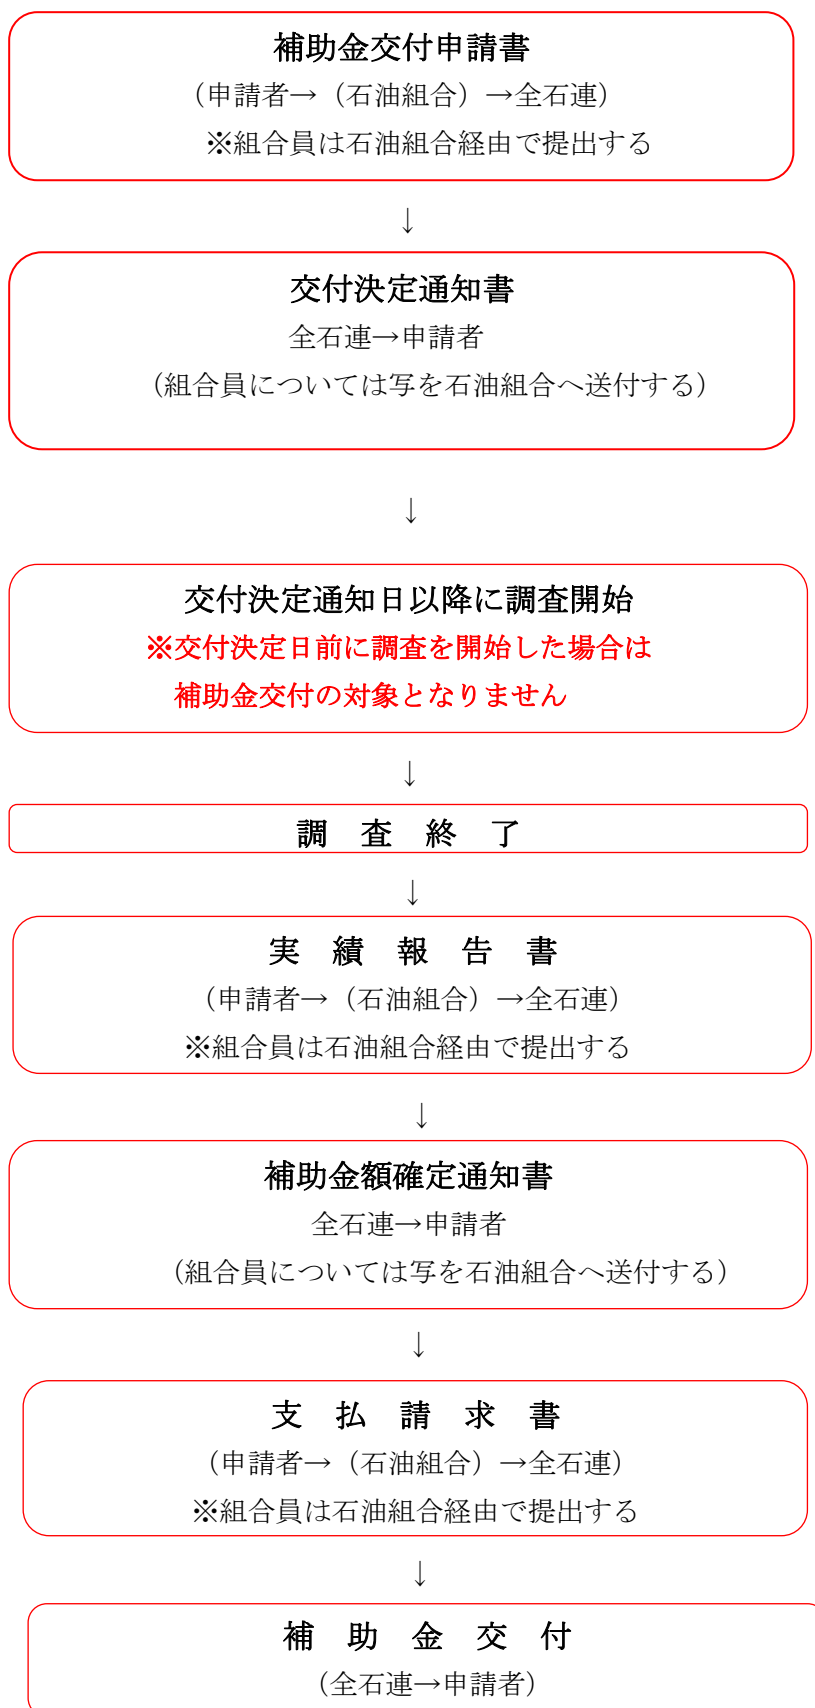 補助金交付申請書
（申請者→（石油組合）→全石連）
※組合員は石油組合経由で提出する
↓
交付決定通知書
全石連→申請者
（組合員については写を石油組合へ送付する）
↓
交付決定通知日以降に調査開始
※交付決定日前に調査を開始した場合は
補助金交付の対象となりません
↓
調　査　終　了
↓
実　績　報　告　書
（申請者→（石油組合）→全石連）
※組合員は石油組合経由で提出する
↓
補助金額確定通知書
全石連→申請者
（組合員については写を石油組合へ送付する）
↓
支　払　請　求　書
（申請者→（石油組合）→全石連）
※組合員は石油組合経由で提出する
↓
補　助　金　交　付
（全石連→申請者）